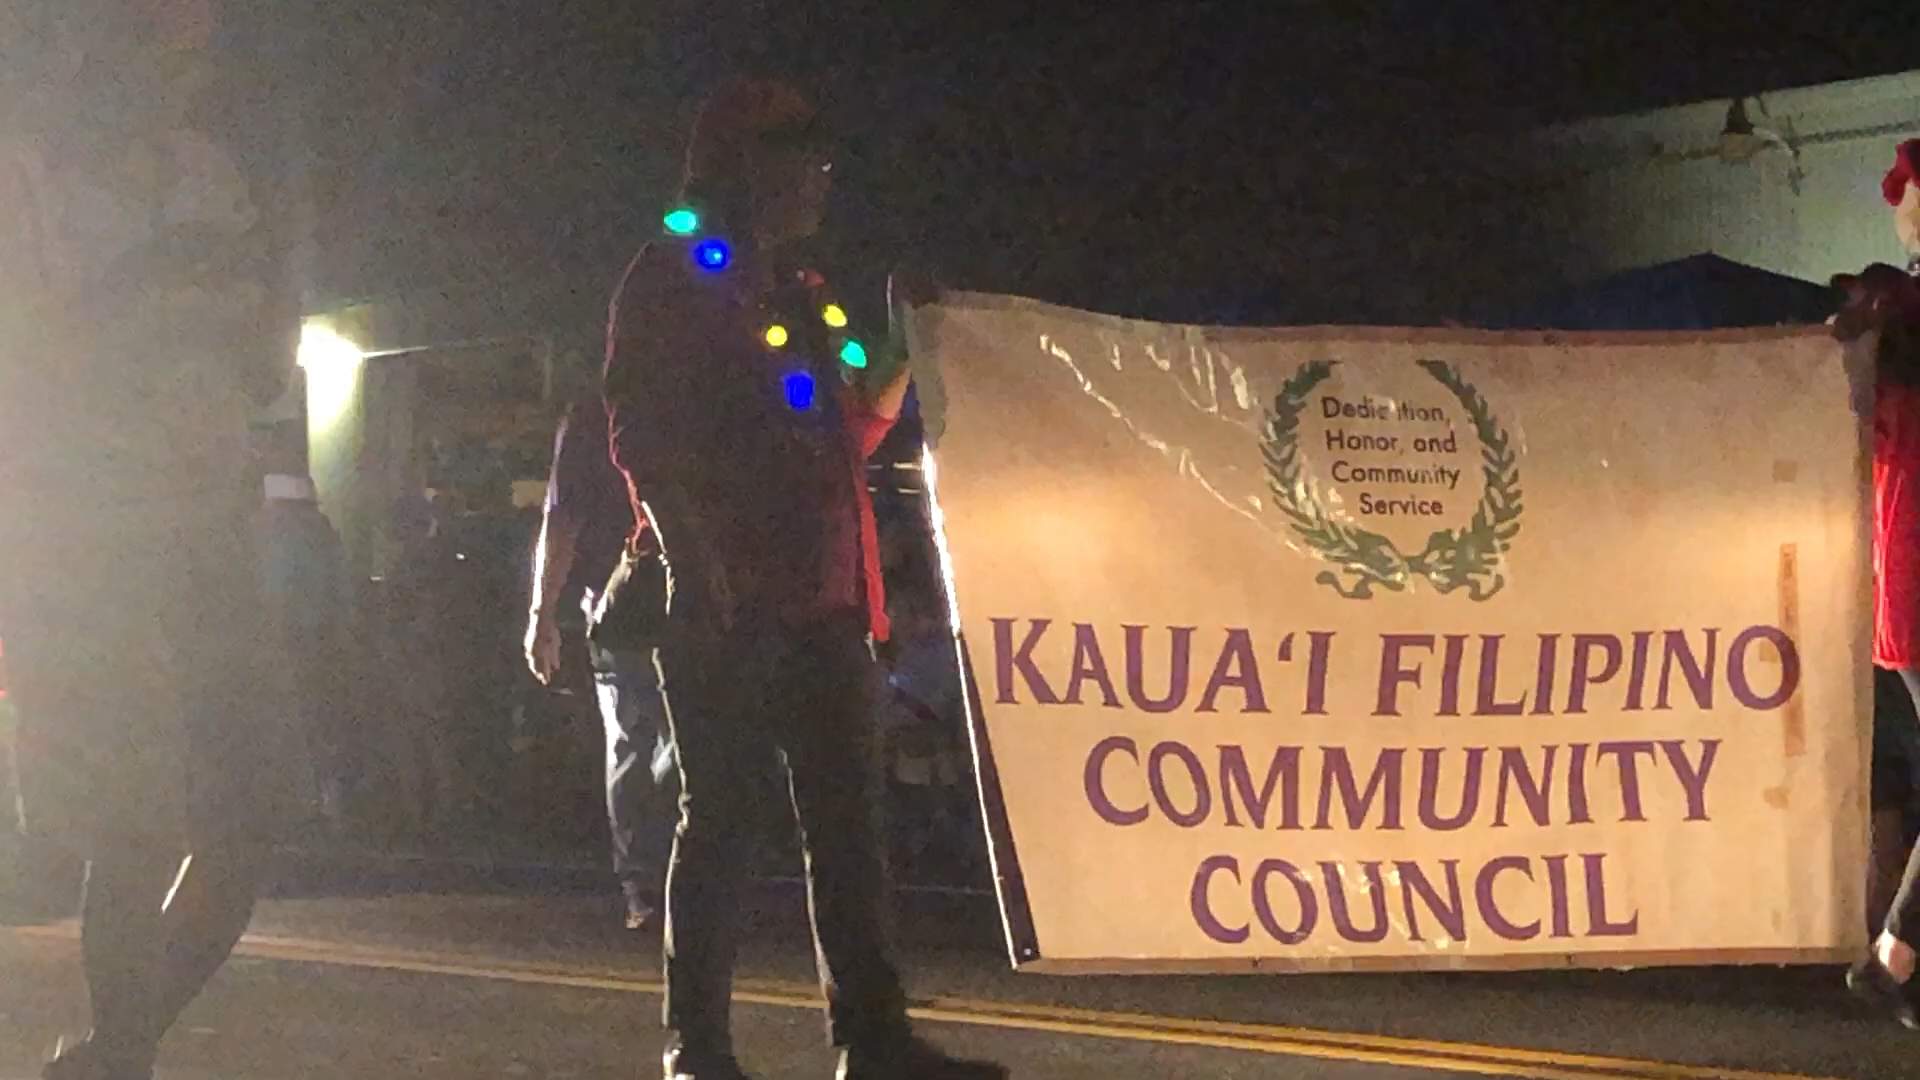 Dedication,
Honor, and
Community
Service
KAUAʻI FILIPINO
COMMUNITY
COUNCIL